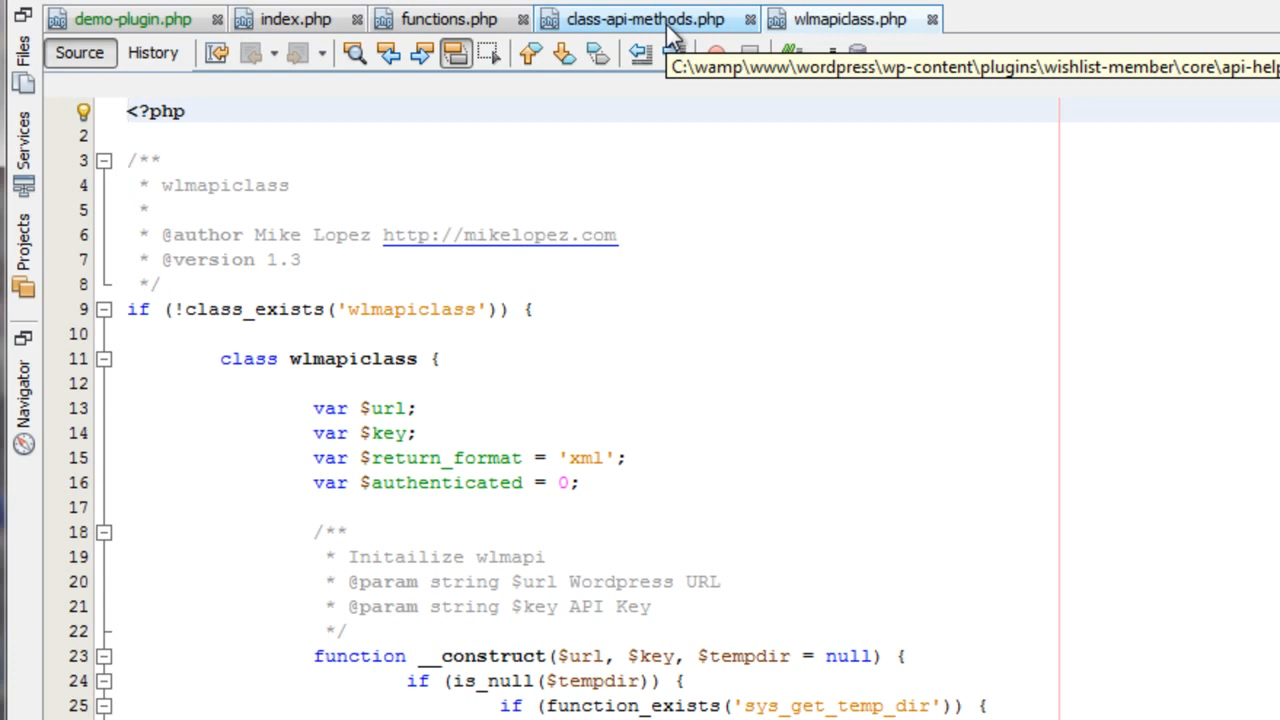 demo-plugin.php index.php functions.php class-api-methods.php wlmapiclass.php
Source History
C:\wamp\www\wordpress\wp-content\plugins\wishlist-member\core\api-help
Files
Services
Projects
Navigator
<?php
2
3 /**
4 * wlmapiclass
5 *
6 * @author Mike Lopez http://mikelopez.com
7 * @version 1.3
8 */
9 if (!class_exists('wlmapiclass')) {
10
11 class wlmapiclass {
12
13 var $url;
14 var $key;
15 var $return_format = 'xml';
16 var $authenticated = 0;
17
18 /**
19 * Initailize wlmapi
20 * @param string $url Wordpress URL
21 * @param string $key API Key
22 */
23 function __construct($url, $key, $tempdir = null) {
24 if (is_null($tempdir)) {
25 if (function_exists('sys_get_temp_dir')) {